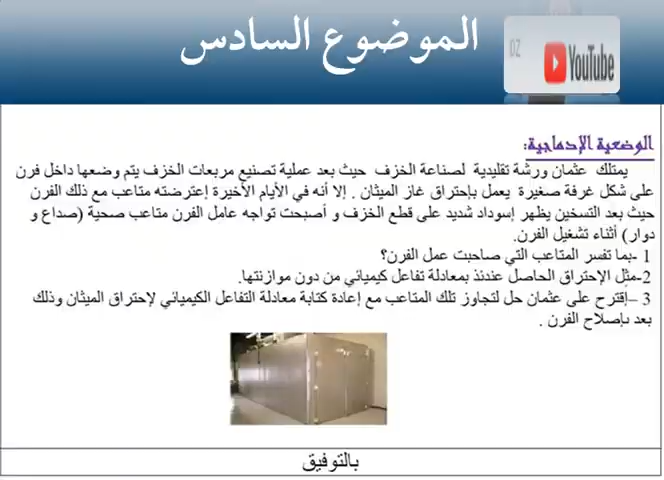 الموضوع السادس
DZ
YouTube
الوضعية الإدماجية:
يمتلك عثمان ورشة تقليدية لصناعة الخزف حيث بعد عملية تصنيع مربعات الخزف يتم وضعها داخل فرن
على شكل غرفة صغيرة يعمل بإحتراق غاز الميثان . إلا أنه في الأيام الأخيرة إعترضته متاعب مع ذلك الفرن
حيث بعد التسخين يظهر إسوداد شديد على قطع الخزف و أصبحت تواجه عامل الفرن متاعب صحية (صداع و
دوار) أثناء تشغيل الفرن.
1 -بما تفسر المتاعب التي صاحبت عمل الفرن؟
2-مثل الإحتراق الحاصل عندئذ بمعادلة تفاعل كيميائي من دون موازنتها.
3 –إقترح على عثمان حل لتجاوز تلك المتاعب مع إعادة كتابة معادلة التفاعل الكيميائي لإحتراق الميثان وذلك
بعد بإصلاح الفرن .
بالتوفيق